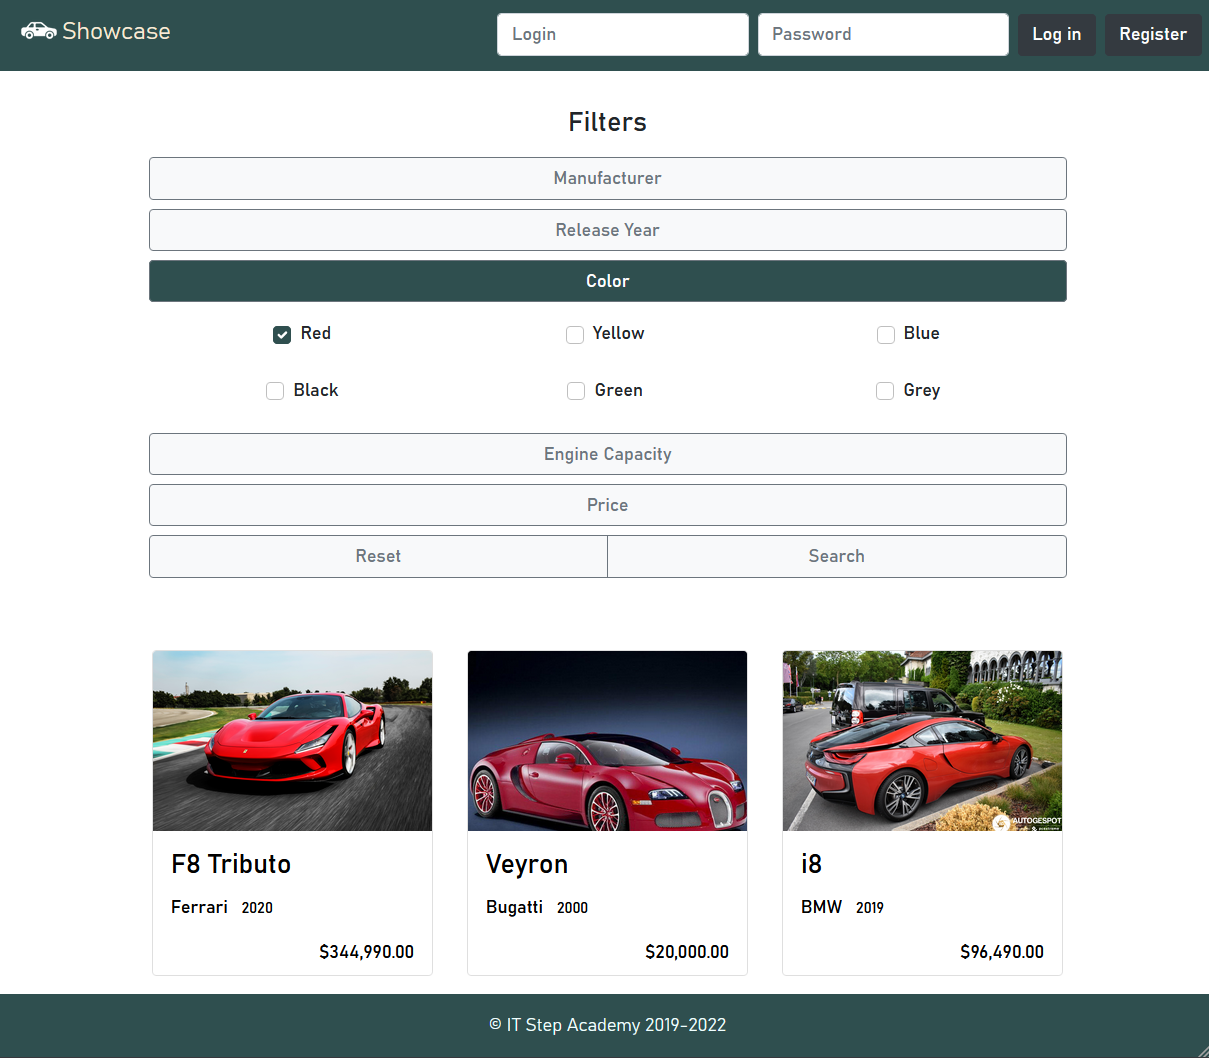 Showcase
Login
Password
Log in
Register
Filters
Manufacturer
Release Year
Color
Red
Yellow
Blue
Black
Green
Grey
Engine Capacity
Price
Reset
Search
AUTOGESPOT
F8 Tributo
Veyron
i8
Ferrari 2020
Bugatti 2000
BMW 2019
$344,990.00
$20,000.00
$96,490.00
© IT Step Academy 2019-2022